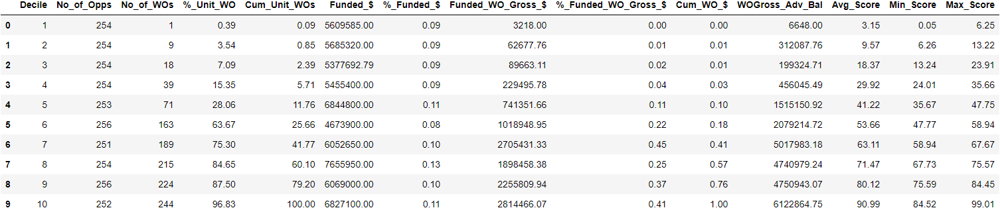 Decile No_of_Opps No_of_WOs %_Unit_WO Cum_Unit_WOs Funded_$ %_Funded_$ Funded_WO_Gross_$ %_Funded_WO_Gross_$ Cum_WO_$ WOGross_Adv_Bal Avg_Score Min_Score Max_Score
0 1 254 1 0.39 0.09 5609585.00 0.09 3218.00 0.00 0.00 6648.00 3.15 0.05 6.25
1 2 254 9 3.54 0.85 5685320.00 0.09 62677.76 0.01 0.01 312087.76 9.57 6.26 13.22
2 3 254 18 7.09 2.39 5377692.79 0.09 89663.11 0.02 0.01 199324.71 18.37 13.24 23.91
3 4 254 39 15.35 5.71 5455400.00 0.09 229495.78 0.04 0.03 456045.49 29.92 24.01 35.66
4 5 253 71 28.06 11.76 6844800.00 0.11 741351.66 0.11 0.10 1515150.92 41.22 35.67 47.75
5 6 256 163 63.67 25.66 4673900.00 0.08 1018948.95 0.22 0.18 2079214.72 53.66 47.77 58.94
6 7 251 189 75.30 41.77 6052650.00 0.10 2705431.33 0.45 0.41 5017983.18 63.11 58.94 67.67
7 8 254 215 84.65 60.10 7655950.00 0.13 1898458.38 0.25 0.57 4740979.24 71.47 67.73 75.57
8 9 256 224 87.50 79.20 6069000.00 0.10 2255809.94 0.37 0.76 4750943.07 80.12 75.59 84.45
9 10 252 244 96.83 100.00 6827100.00 0.11 2814466.07 0.41 1.00 6122864.75 90.99 84.52 99.01